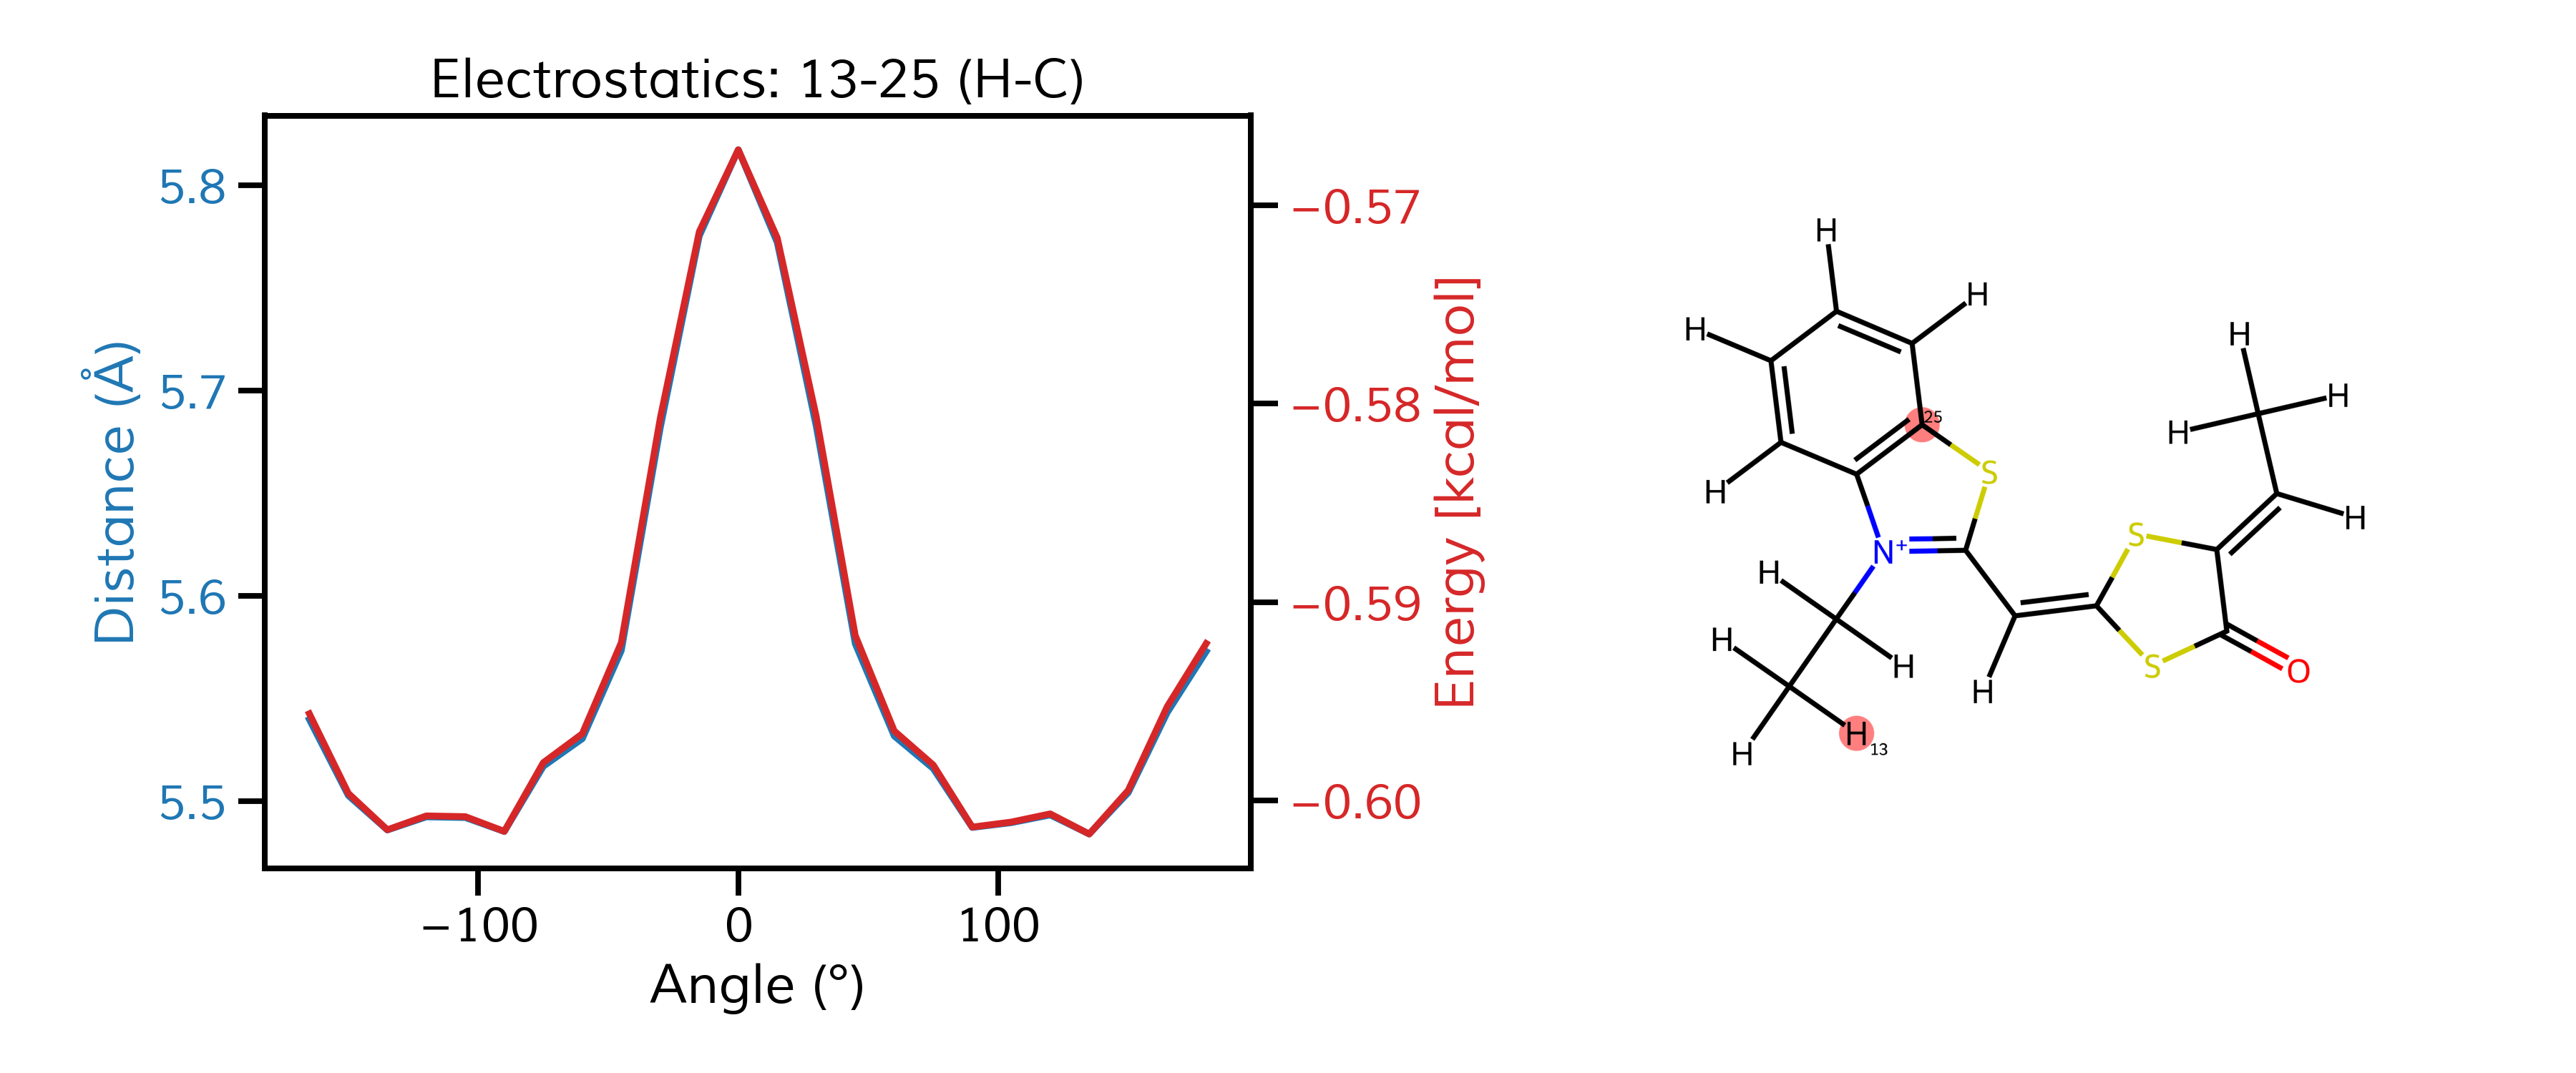 Electrostatics: 13-25 (H-C)
5.8
5.7
5.6
5.5
Distance (Å)
−0.57
−0.58
−0.59
−0.60
Energy [kcal/mol]
−100
0
100
Angle (°)
H
H
H
H
H
H
H
25
S
S
H
N⁺
H
H
H
S
O
H
H
H
13